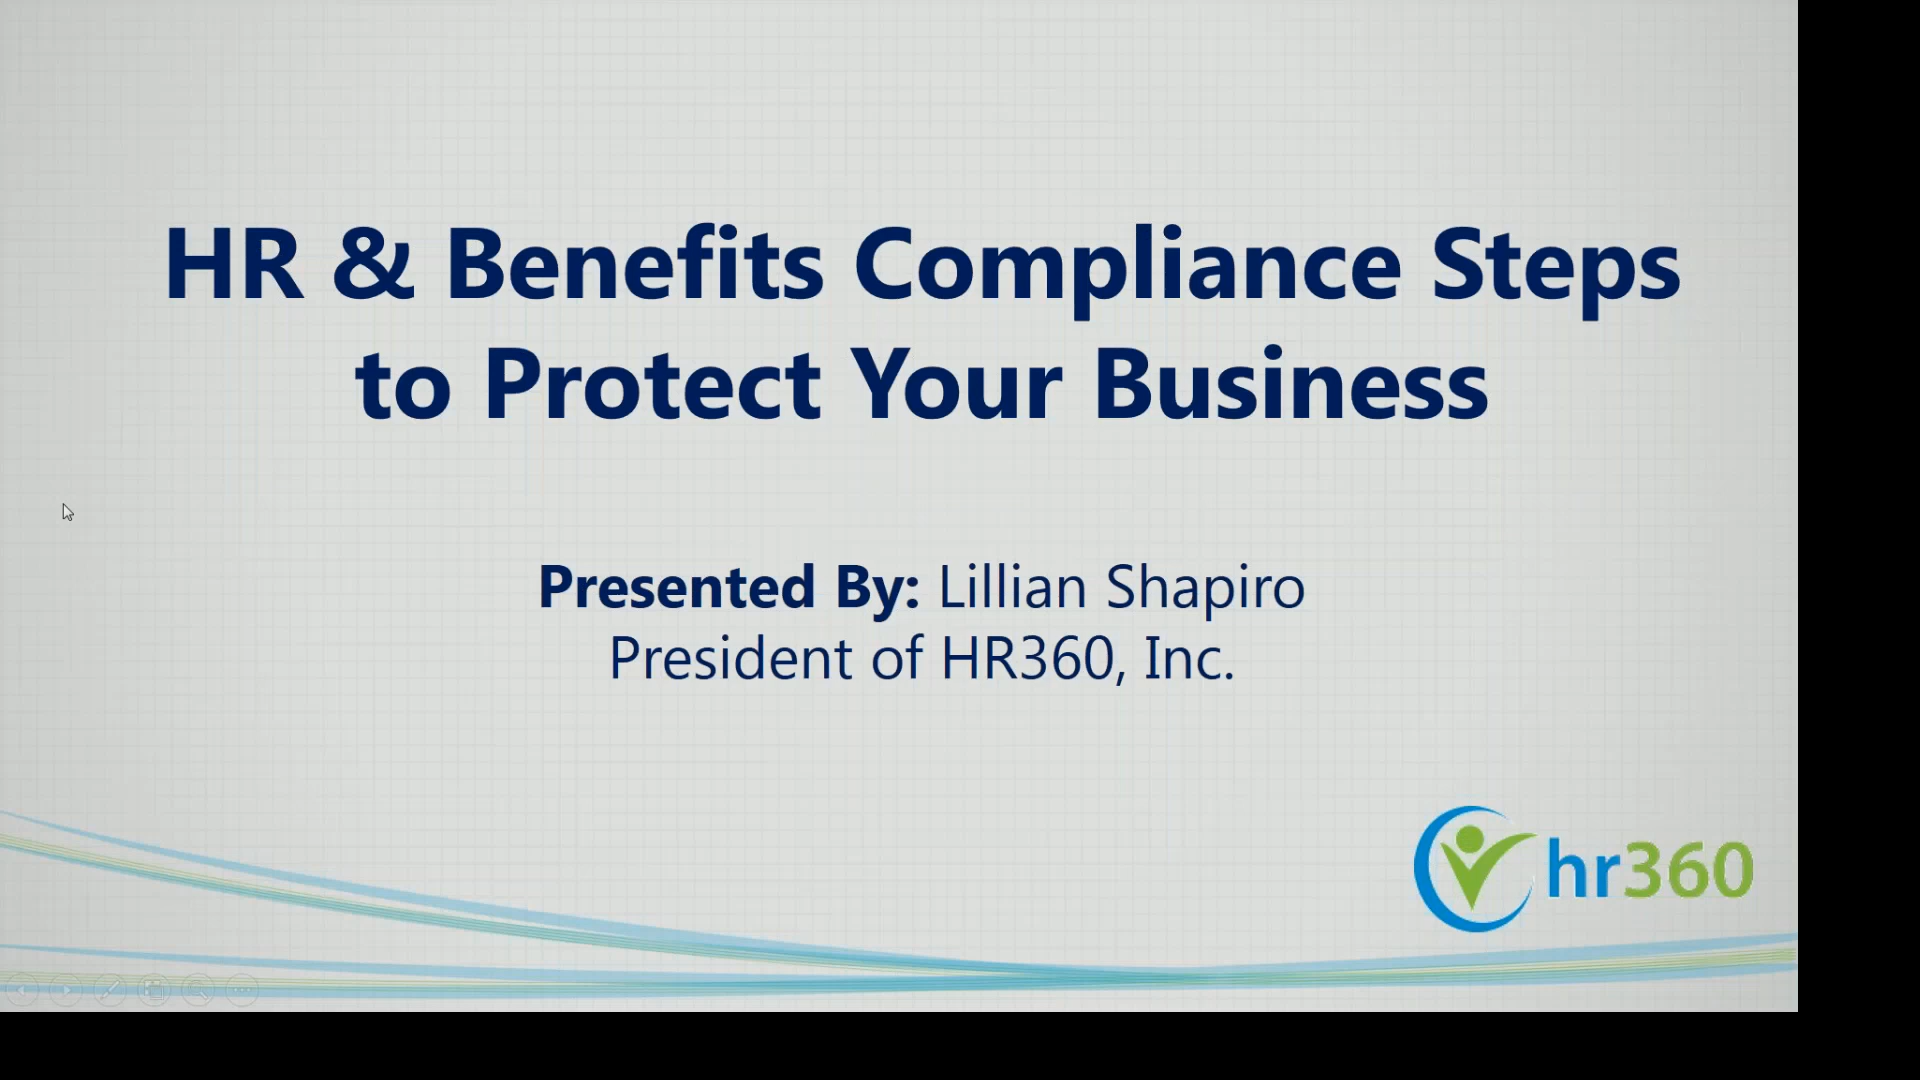 HR & Benefits Compliance Steps
to Protect Your Business
Presented By: Lillian Shapiro
President of HR360, Inc.
hr360